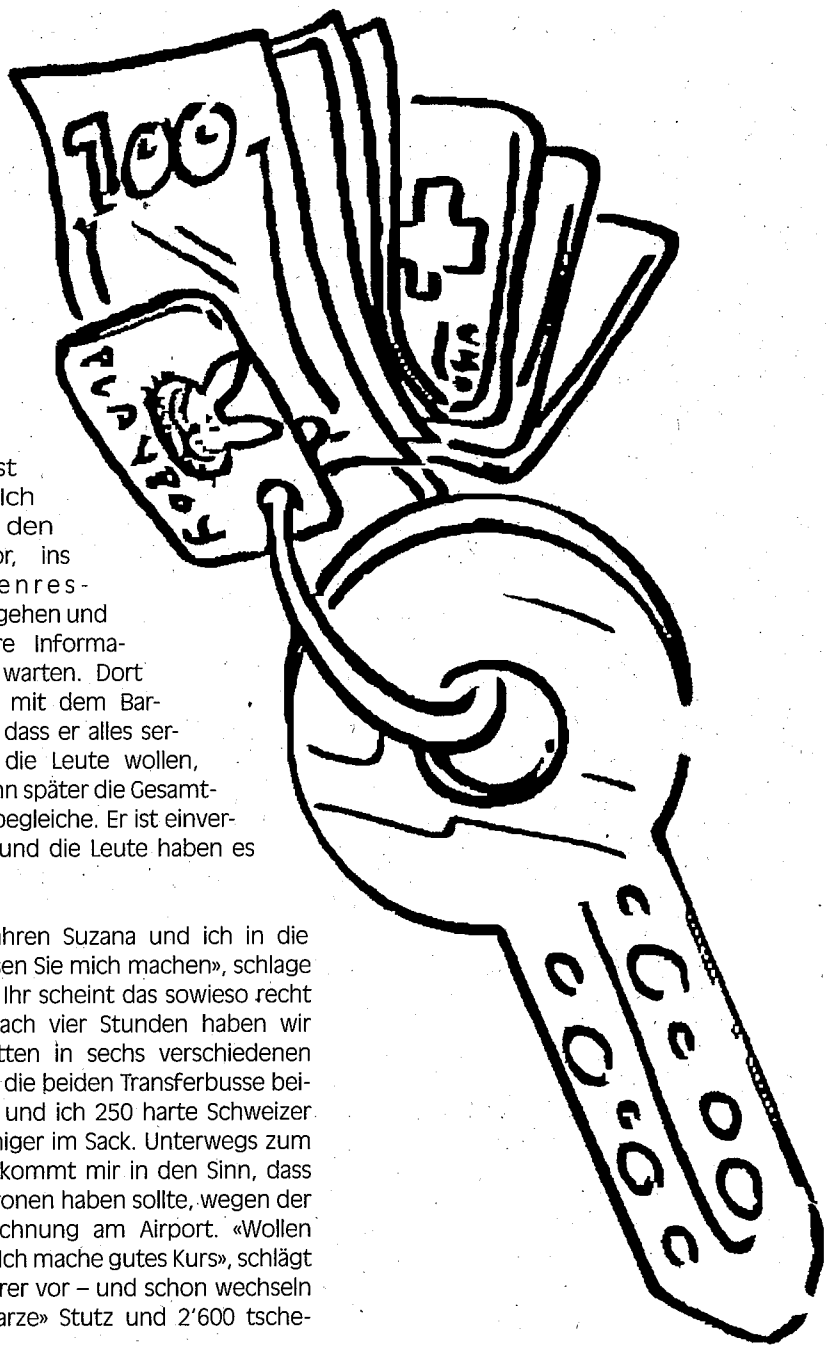 100
PLAYBOY
st
Ich
den
or, ins
enres-
gehen und
re Informa-
warten. Dort
mit dem Bar-
dass er alles ser-
die Leute wollen,
nn später die Gesamt-
begleiche. Er ist einver-
und die Leute haben es
hren Suzana und ich in die
sen Sie mich machen», schlage
Ihr scheint das sowieso recht
ach vier Stunden haben wir
tten in sechs verschiedenen
die beiden Transferbusse bei-
und ich 250 harte Schweizer
niger im Sack. Unterwegs zum
kommt mir in den Sinn, dass
ronen haben sollte, wegen der
chnung am Airport. «Wollen
Ich mache gutes Kurs», schlägt
rer vor – und schon wechseln
arze» Stutz und 2'600 tsche-